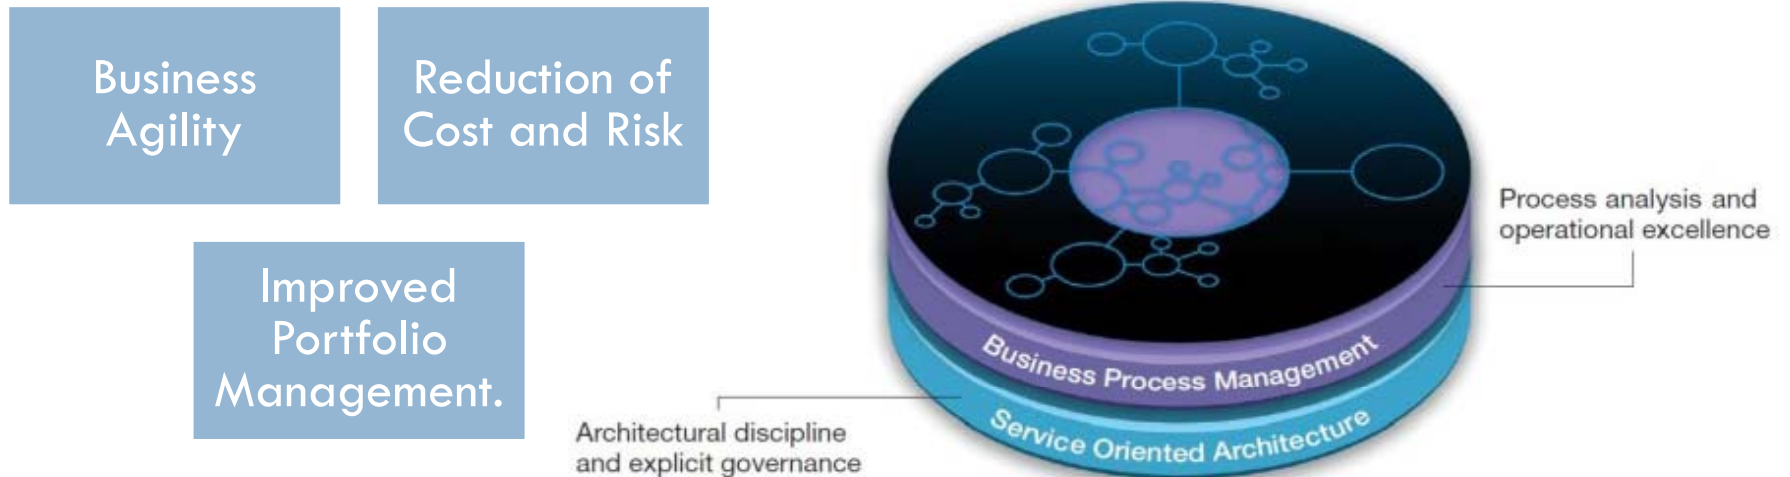 Business
Agility
Reduction of
Cost and Risk
Improved
Portfolio
Management.
Process analysis and
operational excellence
Business Process Management
Service Oriented Architecture
Architectural discipline
and explicit governance